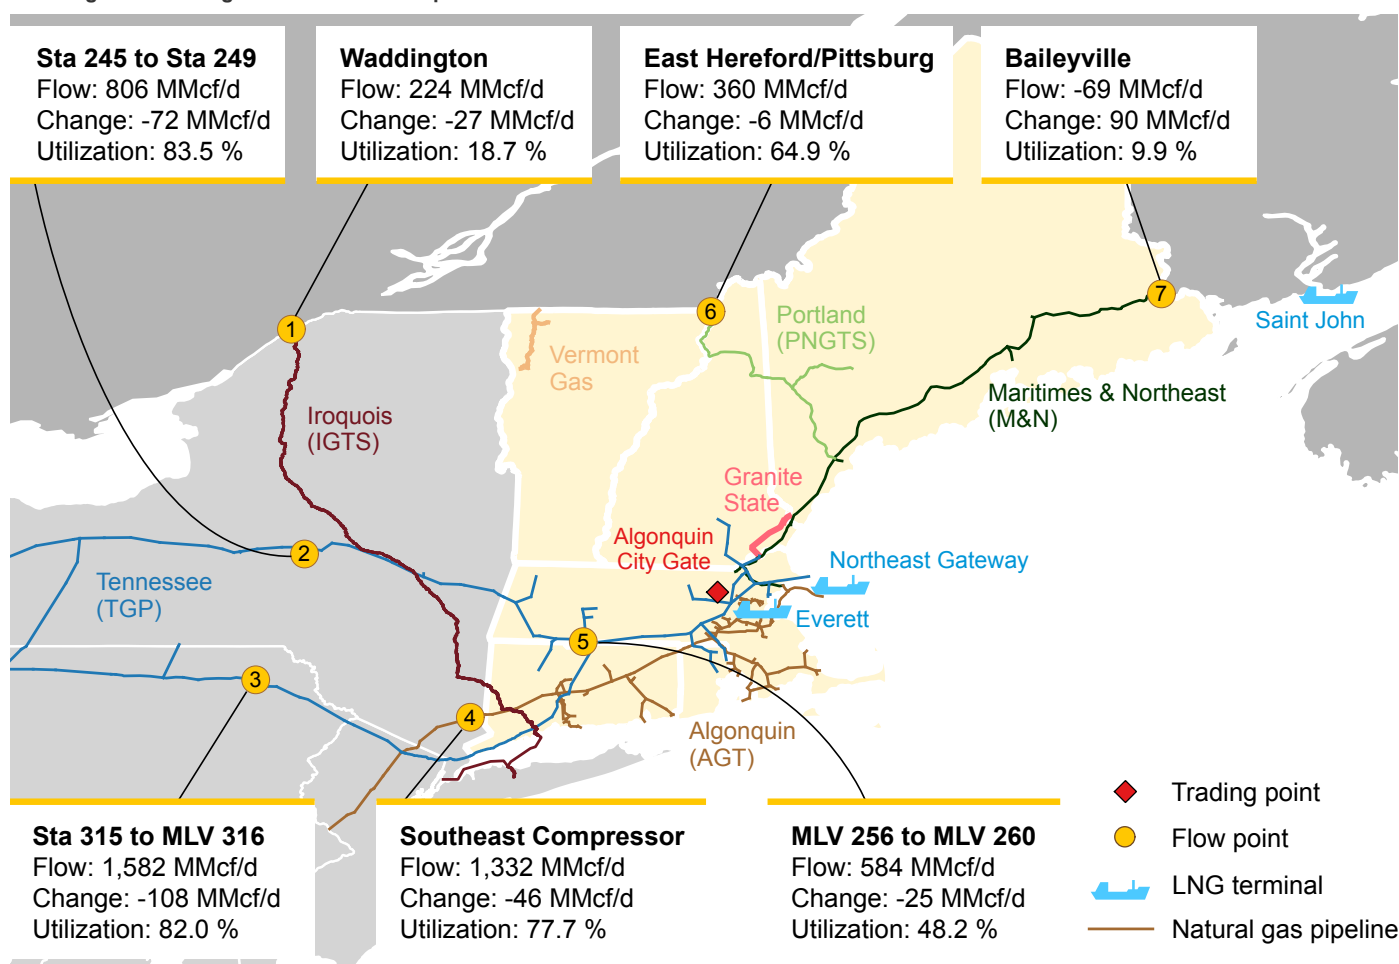 Sta 245 to Sta 249
Flow: 806 MMcf/d
Change: -72 MMcf/d
Utilization: 83.5 %
Waddington
Flow: 224 MMcf/d
Change: -27 MMcf/d
Utilization: 18.7 %
East Hereford/Pittsburg
Flow: 360 MMcf/d
Change: -6 MMcf/d
Utilization: 64.9 %
Baileyville
Flow: -69 MMcf/d
Change: 90 MMcf/d
Utilization: 9.9 %
7
6
1
Saint John
Portland
(PNGTS)
Vermont
Gas
Maritimes & Northeast
(M&N)
Iroquois
(IGTS)
Granite
State
Algonquin
City Gate
2
Northeast Gateway
Tennessee
(TGP)
Everett
5
3
4
Algonquin
(AGT)
Sta 315 to MLV 316
Flow: 1,582 MMcf/d
Change: -108 MMcf/d
Utilization: 82.0 %
Southeast Compressor
Flow: 1,332 MMcf/d
Change: -46 MMcf/d
Utilization: 77.7 %
MLV 256 to MLV 260
Flow: 584 MMcf/d
Change: -25 MMcf/d
Utilization: 48.2 %
Trading point
Flow point
LNG terminal
Natural gas pipeline